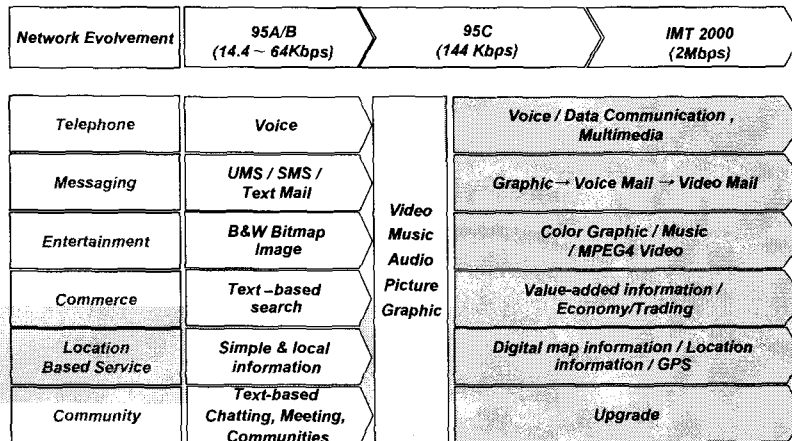 Network Evolvement
95A/B
(14.4 ~ 64Kbps)
95C
(144 Kbps)
IMT 2000
(2Mbps)
Telephone
Voice
Voice / Data Communication ,
Multimedia
Messaging
UMS / SMS /
Text Mail
Graphic → Voice Mail → Video Mail
Entertainment
B&W Bitmap
Image
Color Graphic / Music
/ MPEG4 Video
Commerce
Text –based
search
Value-added information /
Economy/Trading
Location
Based Service
Simple & local
information
Digital map information / Location
information / GPS
Community
Text-based
Chatting, Meeting,
Communities
Upgrade
Video
Music
Audio
Picture
Graphic